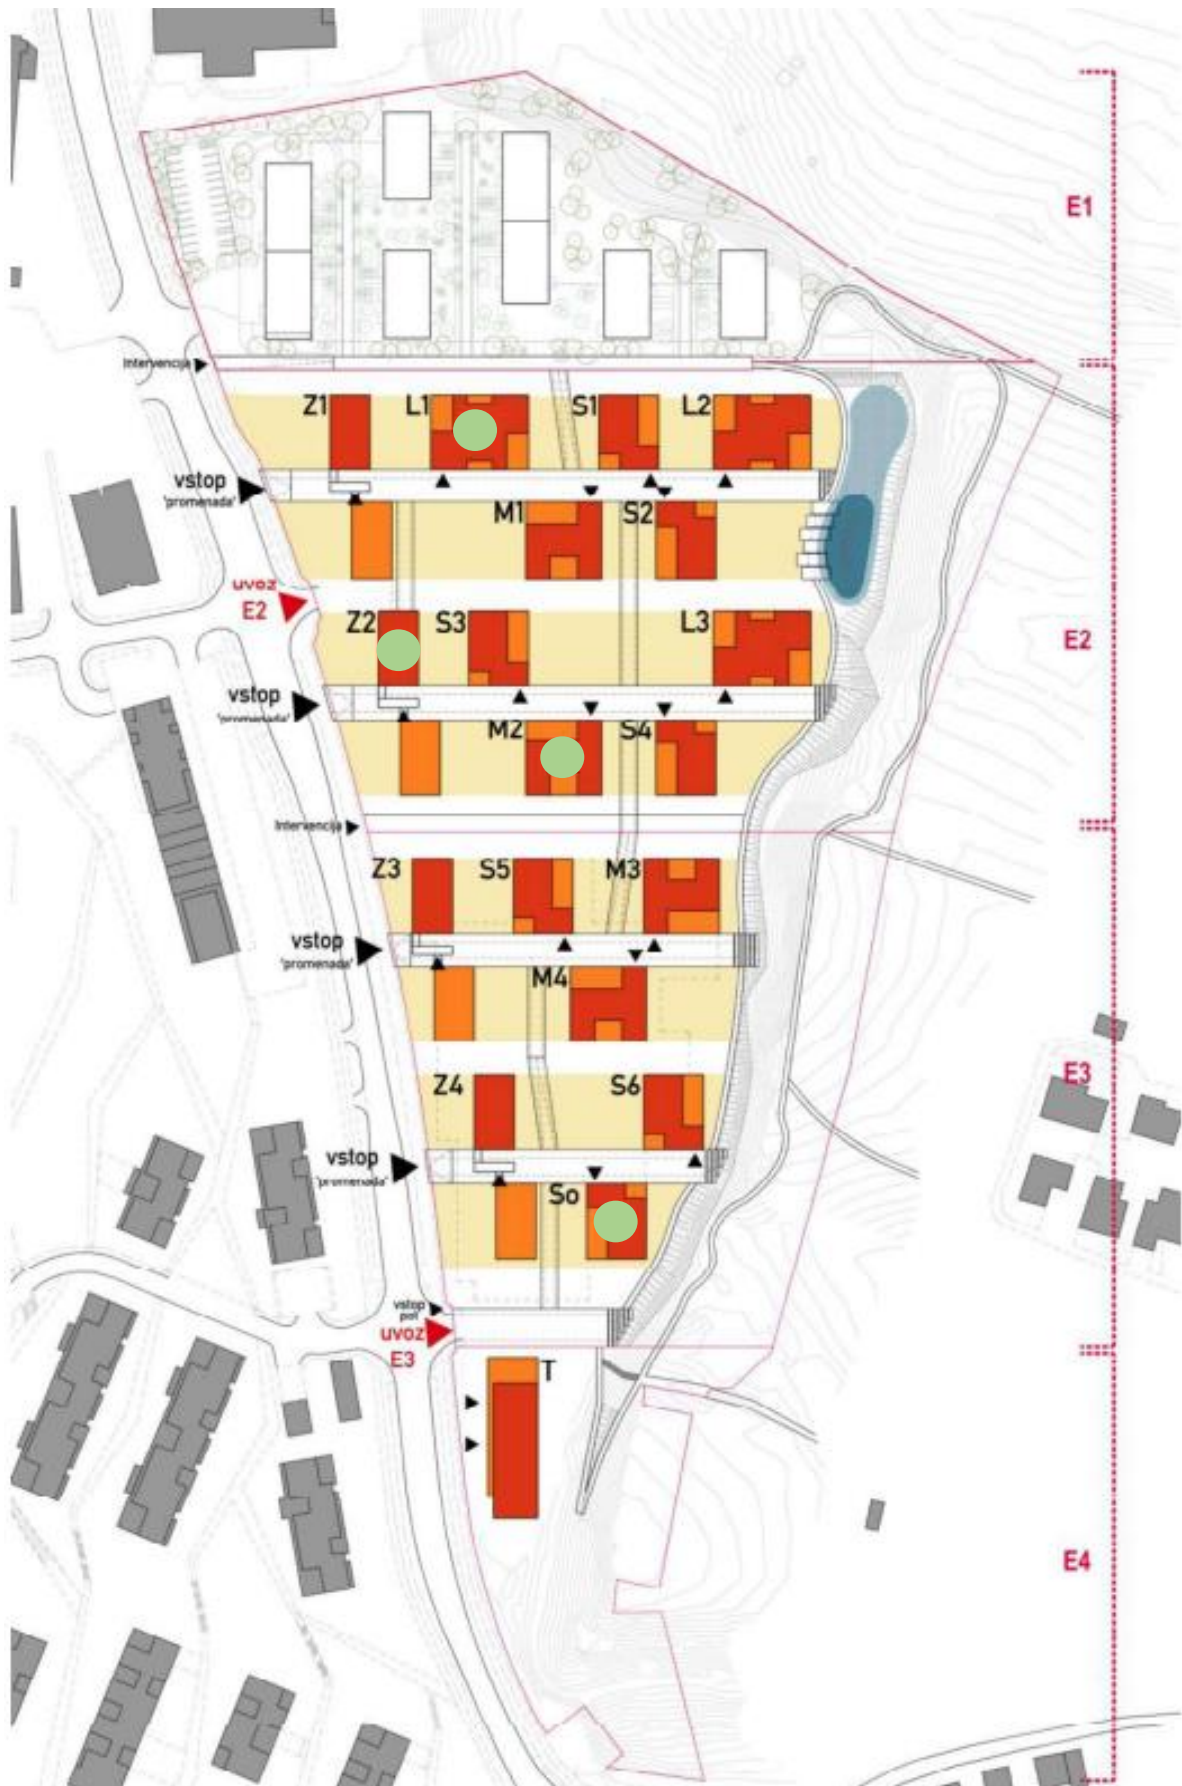 E1
Intervencija
Z1 L1 S1 L2
vstop
'promenada'
M1 S2
uvoz
E2
Z2 S3 L3
E2
vstop
'promenada'
M2 S4
Intervencija
Z3 S5 M3
vstop
'promenada'
M4
Z4 S6
E3
vstop
'promenada'
So
vstop
pot
uvoz
E3
T
E4